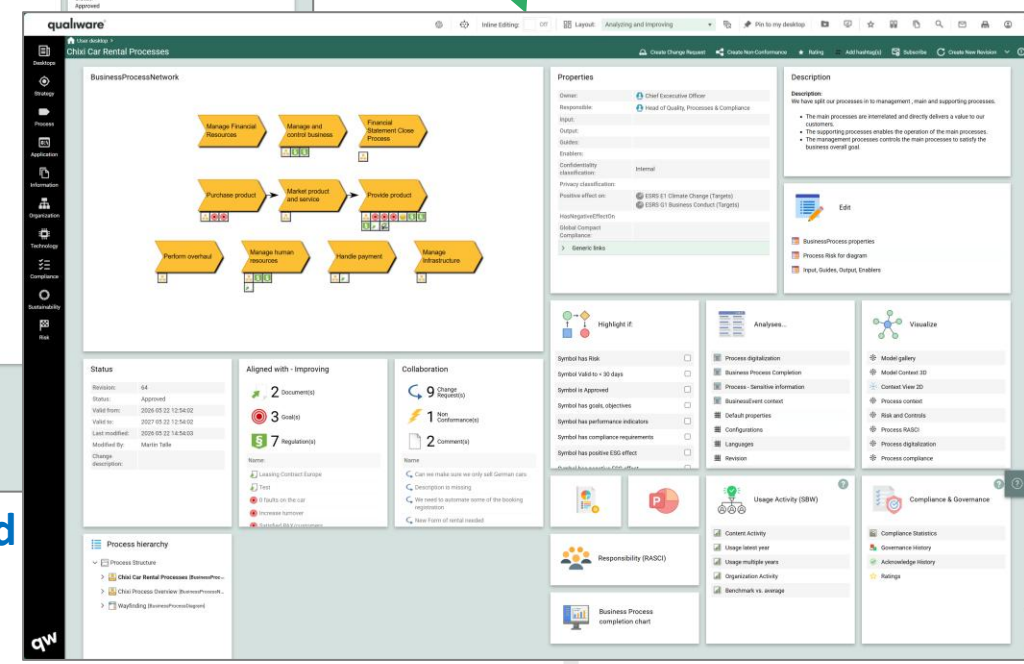 Status
Approved
qualiware
Inline Editing: Off
Layout: Analyzing and Improving
Pin to my desktop
User desktop
Chixi Car Rental Processes
Create Change Request
Create Non Conformance
Rating
Add hashtag(s)
Subscribe
Create New Revision
Desktops
Strategy
Process
Application
Information
Organization
Technology
Compliance
Sustainability
Risk
qw
BusinessProcessNetwork
Manage Financial
Resources
Manage and
control business
Financial
Statement Close
Process
Purchase product
Market product
and service
Provide product
Perform overhaul
Manage human
resources
Handle payment
Manage
Infrastructure
Properties
Owner: Chief Excecutive Officer
Responsible: Head of Quality, Processes & Compliance
Input:
Output:
Guides:
Enablers:
Confidentiality
classification: Internal
Privacy classification:
Positive effect on: ESRS E1 Climate Change (Targets)
ESRS G1 Business Conduct (Targets)
HasNegativeEffectOn
Global Compact
Compliance:
Generic links
Description
Description:
We have split our processes in to management , main and supporting processes.
The main processes are interrelated and directly delivers a value to our
customers.
The supporting processes enables the operation of the main processes.
The management processes controls the main processes to satisfy the
business overall goal.
Edit
BusinessProcess properties
Process Risk for diagram
Input, Guides, Output, Enablers
Highlight if:
Symbol has Risk
Symbol Valid-to < 30 days
Symbol is Approved
Symbol has goals, objectives
Symbol has performance indicators
Symbol has compliance requirements
Symbol has positive ESG effect
Analyses...
Process digitalization
Business Process Completion
Process - Sensitive information
BusinessEvent context
Default properties
Configurations
Languages
Revision
Visualize
Model gallery
Model Context 3D
Context View 2D
Process context
Risk and Controls
Process RASCI
Process digitalization
Process compliance
Status
Revision: 64
Status: Approved
Valid from: 2026 05 22 12:54:02
Valid to: 2027 05 22 12:54:02
Last modified: 2026 05 22 14:54:03
Modified By: Martin Talle
Change
description:
Aligned with - Improving
2 Document(s)
3 Goal(s)
7 Regulation(s)
Name:
Leasing Contract Europe
Test
0 faults on the car
Increase turnover
Collaboration
9 Change
Request(s)
1 Non
Conformance(s)
2 Comment(s)
Name
Can we make sure we only sell German cars
Description is missing
We need to automate some of the booking
registration
New Form of rental needed
Process hierarchy
Process Structure
Chixi Car Rental Processes (BusinessProc...
Chixi Process Overview (BusinessProcessN...
Wayfinding (BusinessProcessDiagram)
Responsibility (RASCI)
Business Process
completion chart
Usage Activity (SBW)
Content Activity
Usage latest year
Usage multiple years
Organization Activity
Benchmark vs. average
Compliance & Governance
Compliance Statistics
Governance History
Acknowledge History
Ratings